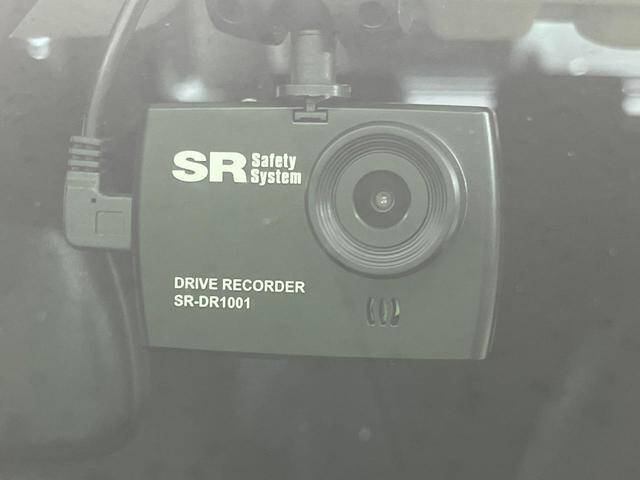 SR Safety System
DRIVE RECORDER
SR-DR1001